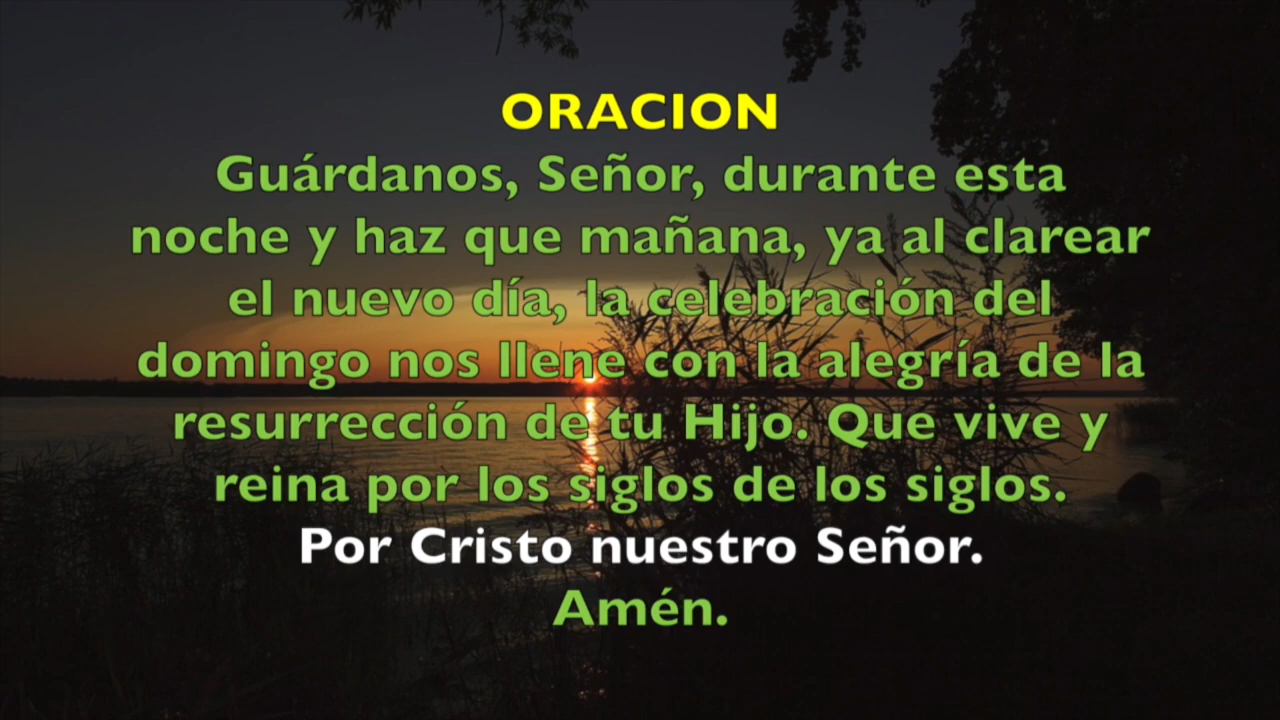 ORACION
Guárdanos, Señor, durante esta
noche y haz que mañana, ya al clarear
el nuevo día, la celebración del
domingo nos llene con la alegría de la
resurrección de tu Hijo. Que vive y
reina por los siglos de los siglos.
Por Cristo nuestro Señor.
Amén.